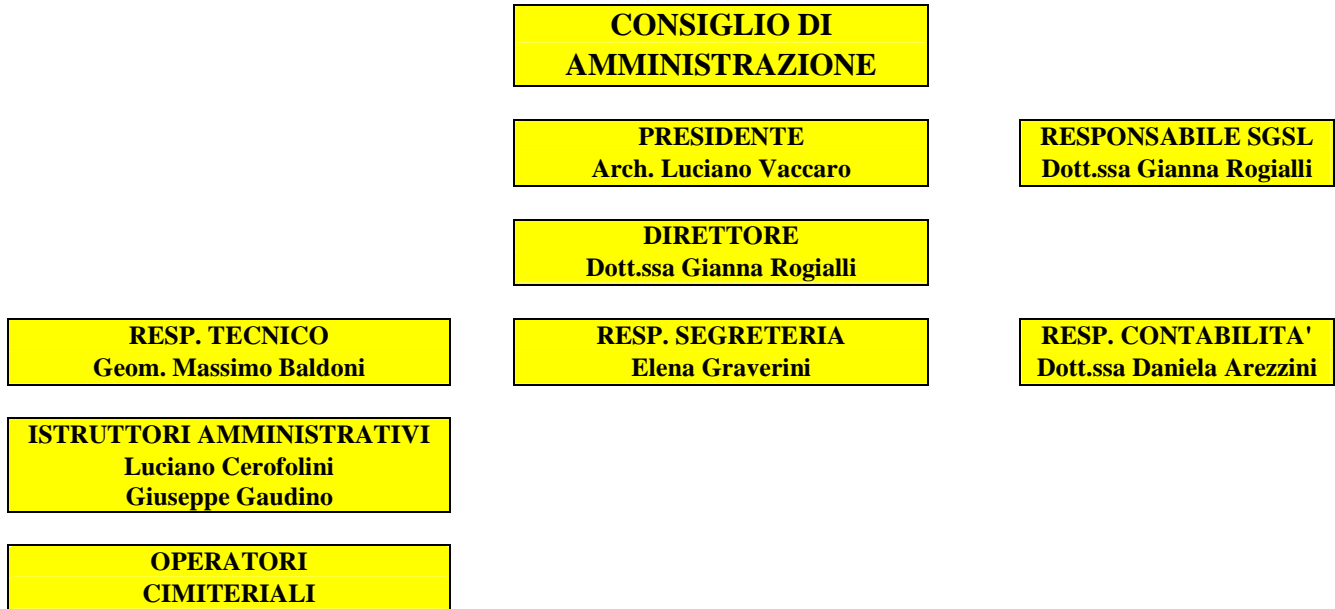 CONSIGLIO DI
AMMINISTRAZIONE
PRESIDENTE
Arch. Luciano Vaccaro
RESPONSABILE SGSL
Dott.ssa Gianna Rogialli
DIRETTORE
Dott.ssa Gianna Rogialli
RESP. TECNICO
Geom. Massimo Baldoni
RESP. SEGRETERIA
Elena Graverini
RESP. CONTABILITA'
Dott.ssa Daniela Arezzini
ISTRUTTORI AMMINISTRATIVI
Luciano Cerofolini
Giuseppe Gaudino
OPERATORI
CIMITERIALI